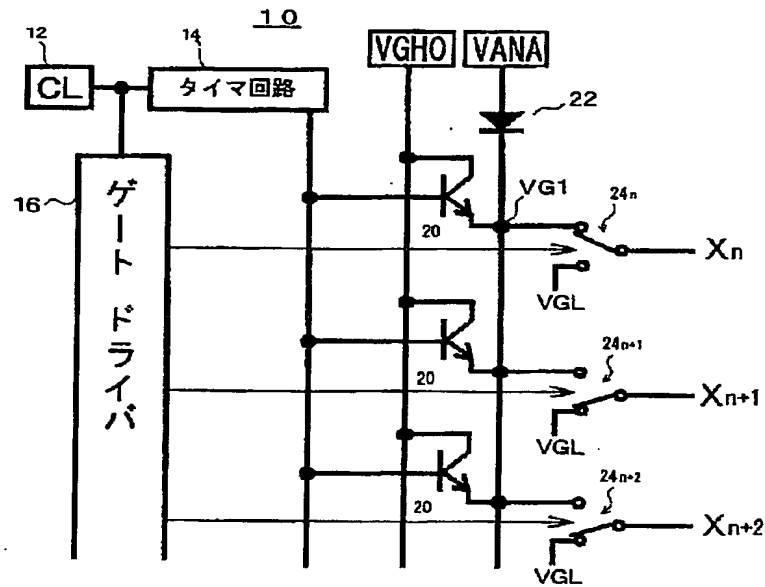 10
12
14
CL
タイマ回路
VGHO
VANA
22
16
ゲート ドライバ
VG1
20
24n
Xn
VGL
20
24n+1
Xn+1
VGL
20
24n+2
Xn+2
VGL